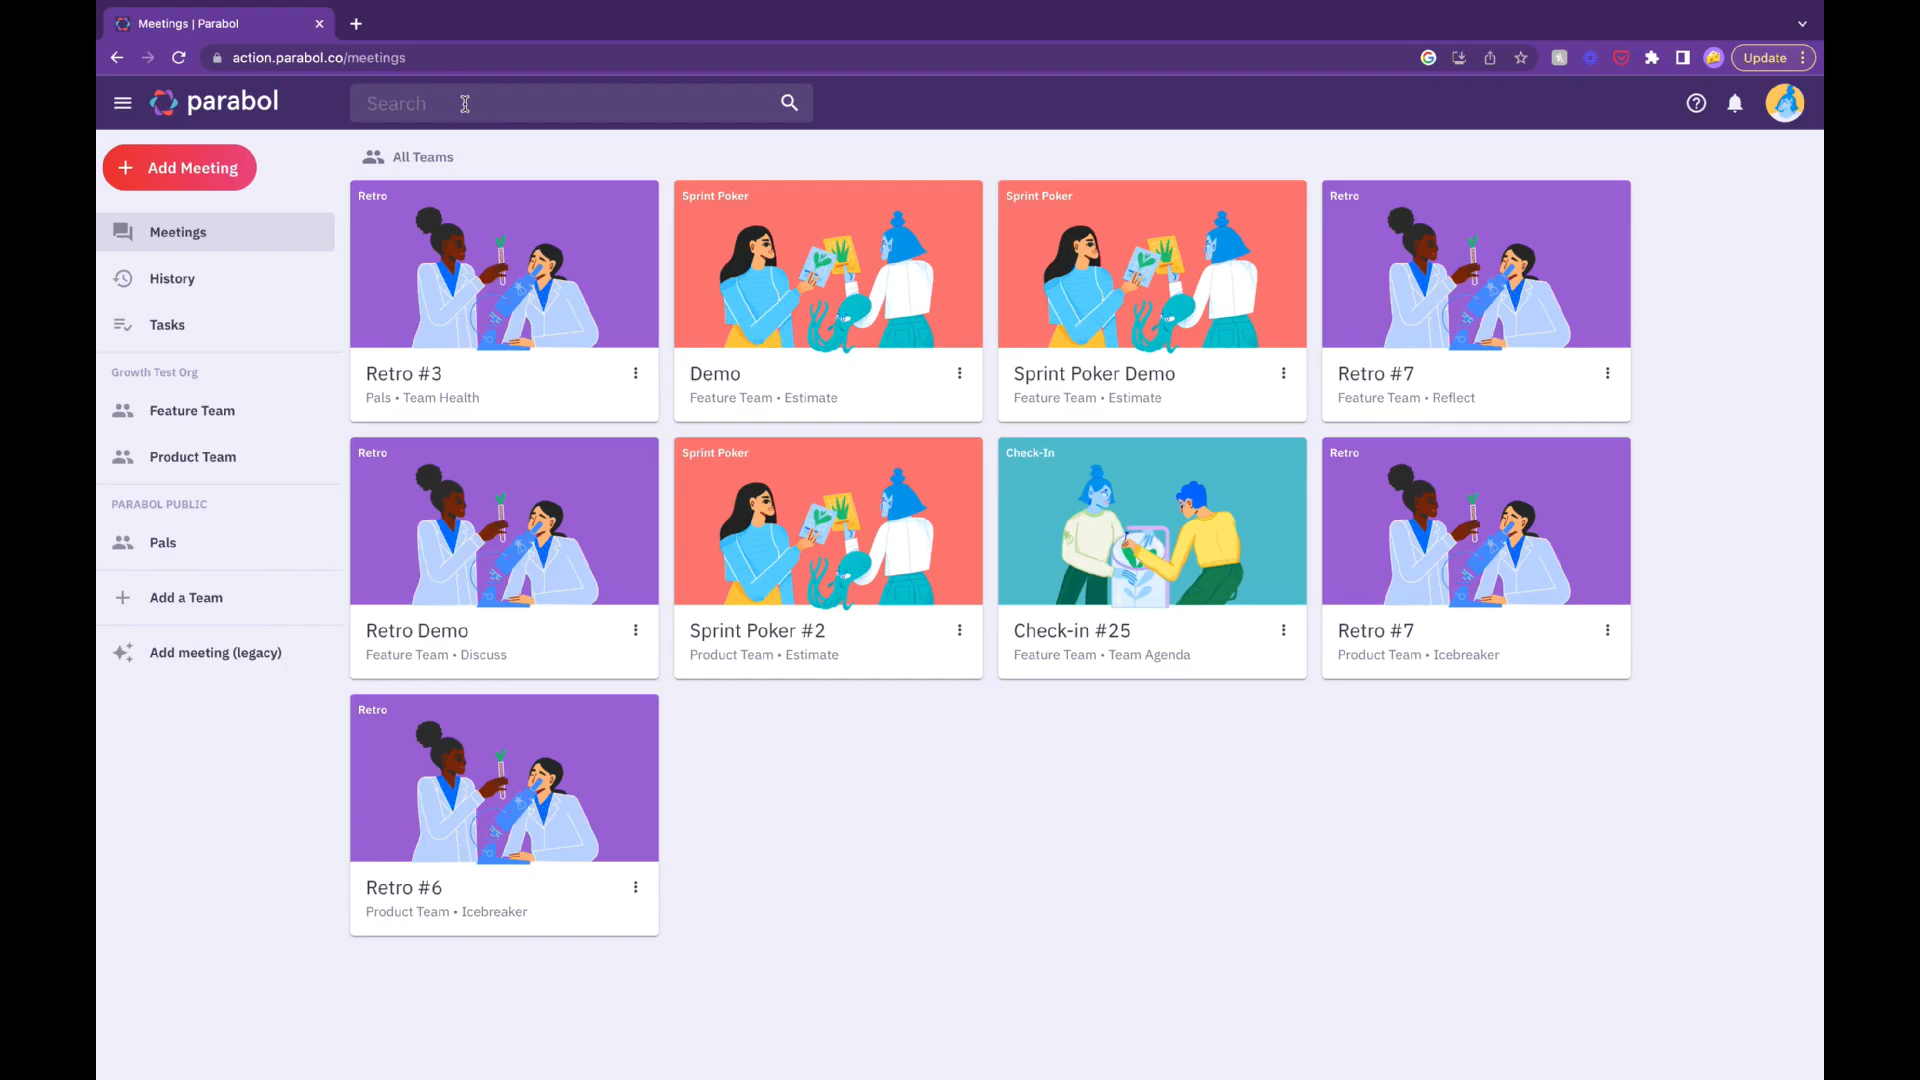 Meetings | Parabol
action.parabol.co/meetings
Update
parabol
Search
Add Meeting
Meetings
History
Tasks
Growth Test Org
Feature Team
Product Team
PARABOL PUBLIC
Pals
Add a Team
Add meeting (legacy)
All Teams
Retro
Retro #3
Pals • Team Health
Sprint Poker
Demo
Feature Team • Estimate
Sprint Poker
Sprint Poker Demo
Feature Team • Estimate
Retro
Retro #7
Feature Team • Reflect
Retro
Retro Demo
Feature Team • Discuss
Sprint Poker
Sprint Poker #2
Product Team • Estimate
Check-In
Check-in #25
Feature Team • Team Agenda
Retro
Retro #7
Product Team • Icebreaker
Retro
Retro #6
Product Team • Icebreaker